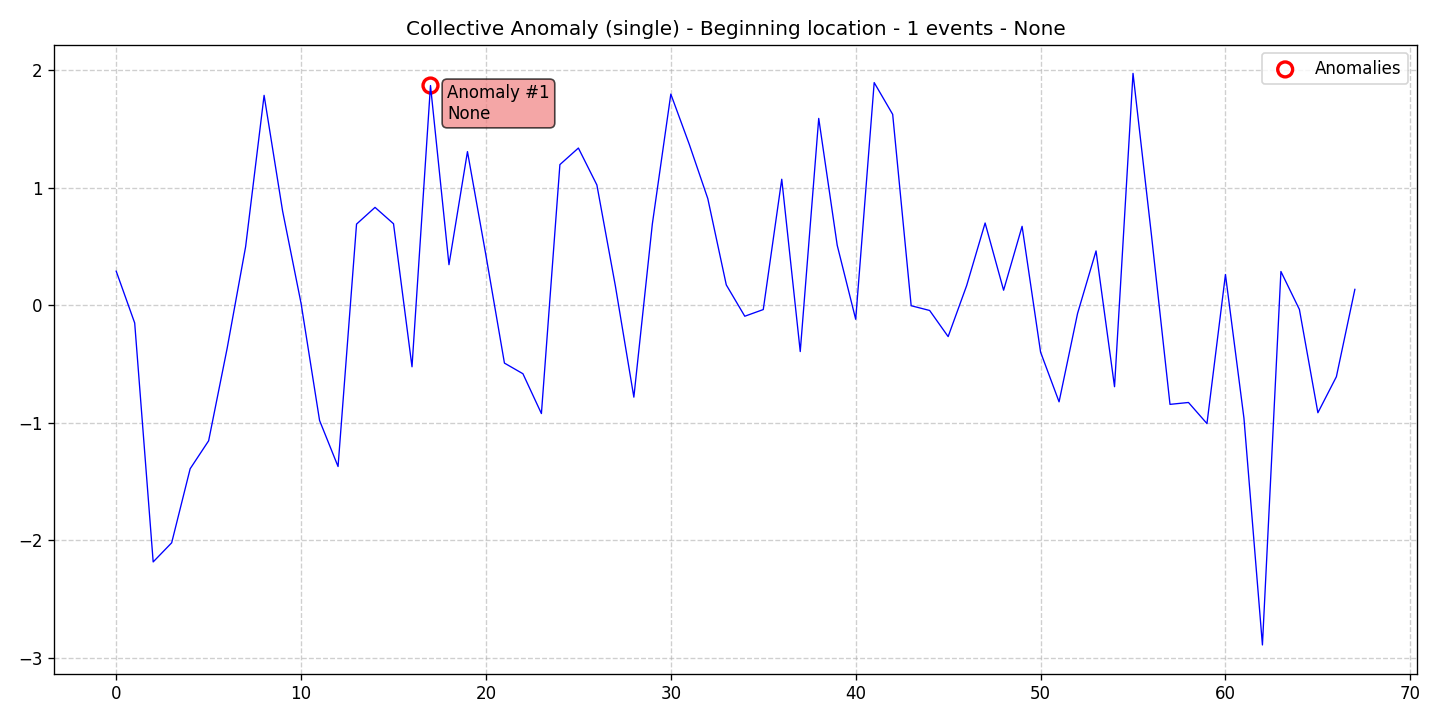 Collective Anomaly (single) - Beginning location - 1 events - None
Anomalies
Anomaly #1
None
2
1
0
−1
−2
−3
0 10 20 30 40 50 60 70